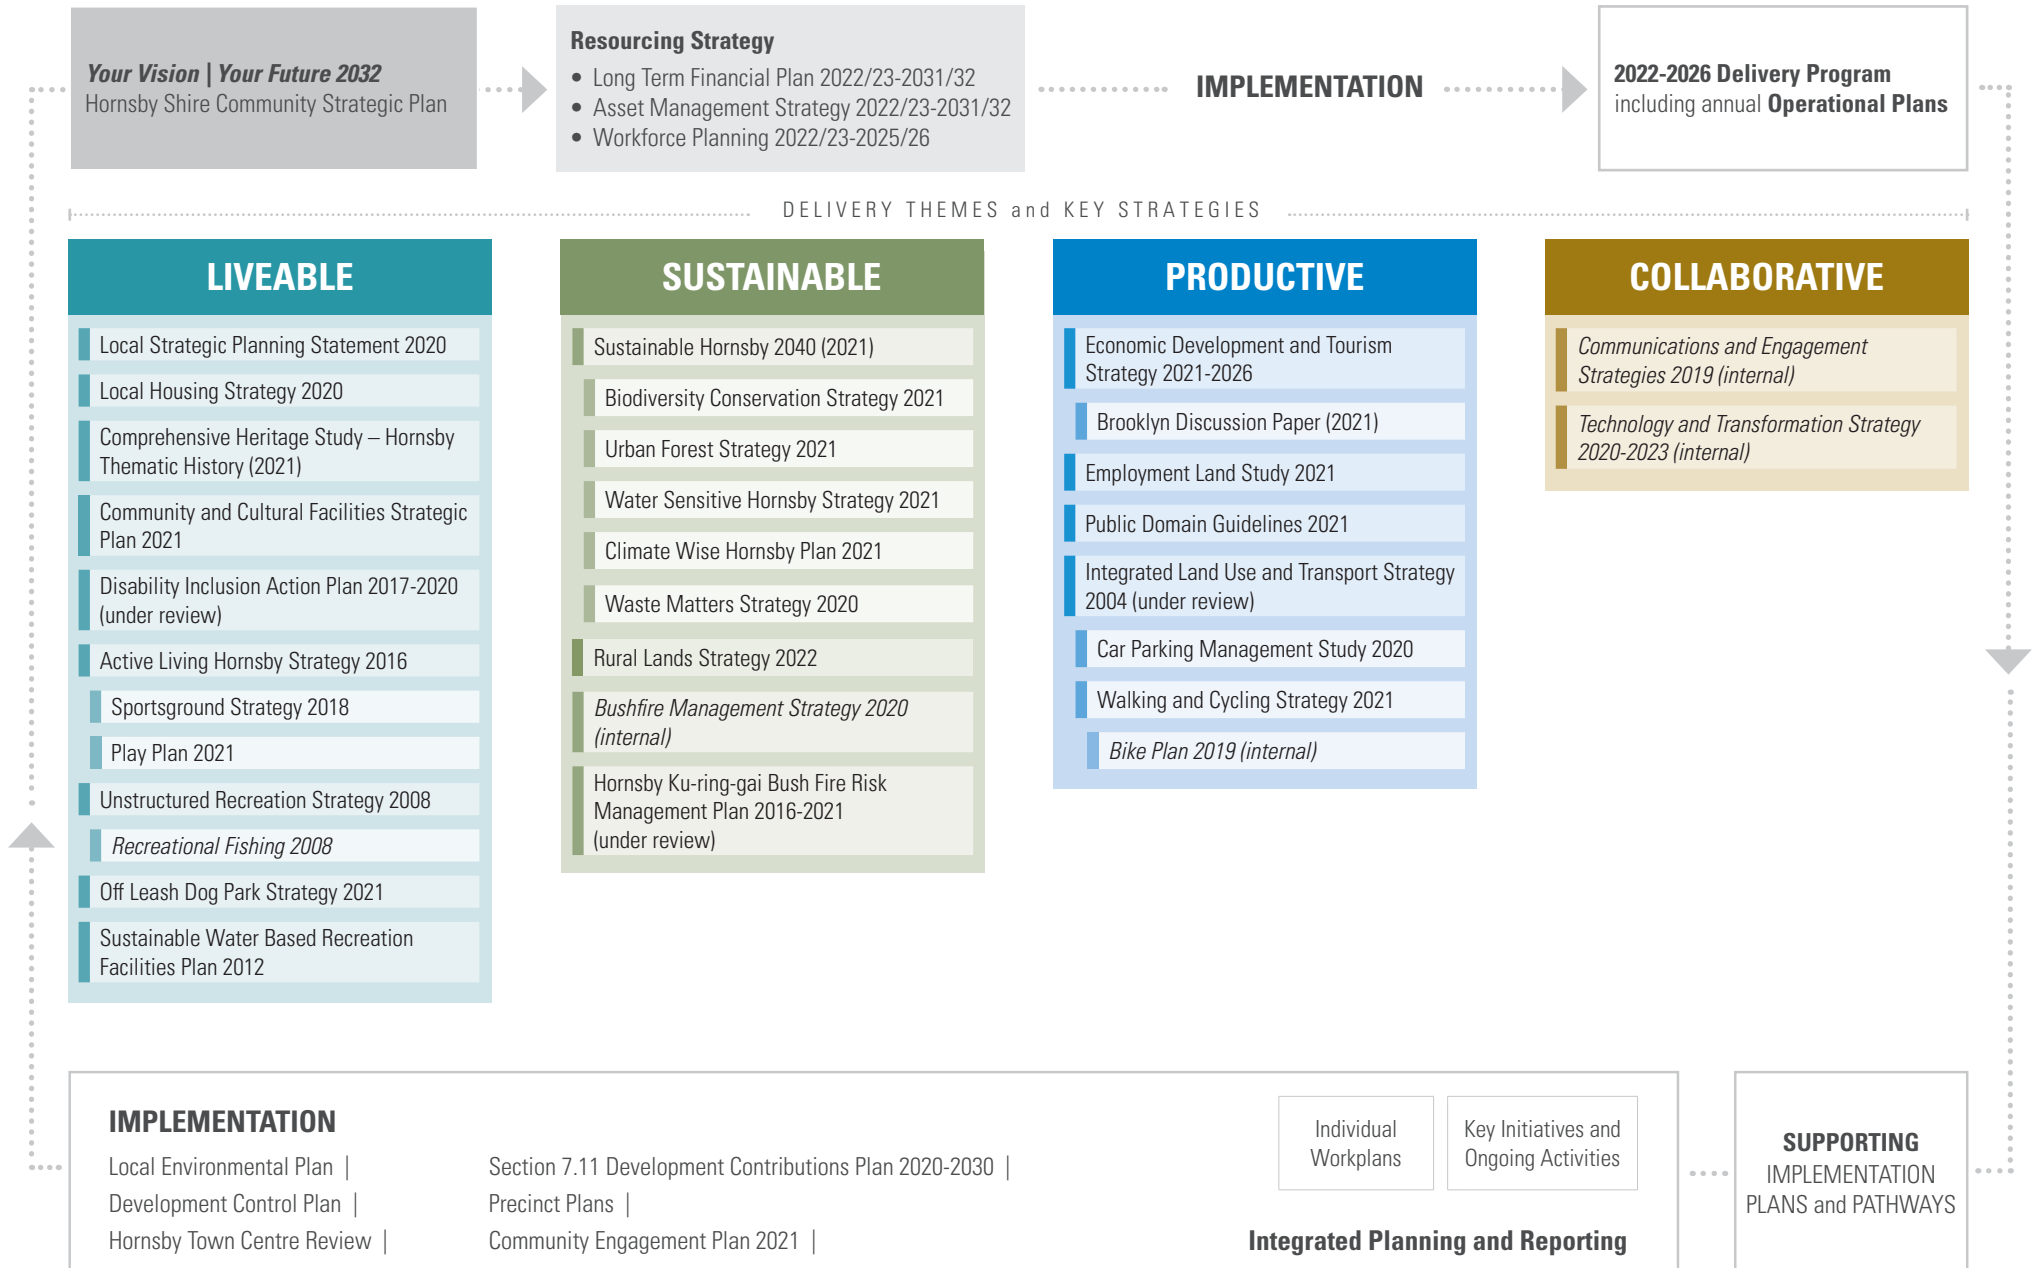 Your Vision | Your Future 2032
Hornsby Shire Community Strategic Plan
Resourcing Strategy
• Long Term Financial Plan 2022/23-2031/32
• Asset Management Strategy 2022/23-2031/32
• Workforce Planning 2022/23-2025/26
IMPLEMENTATION
2022-2026 Delivery Program
including annual Operational Plans
DELIVERY THEMES and KEY STRATEGIES
LIVEABLE
Local Strategic Planning Statement 2020
Local Housing Strategy 2020
Comprehensive Heritage Study – Hornsby
Thematic History (2021)
Community and Cultural Facilities Strategic
Plan 2021
Disability Inclusion Action Plan 2017-2020
(under review)
Active Living Hornsby Strategy 2016
Sportsground Strategy 2018
Play Plan 2021
Unstructured Recreation Strategy 2008
Recreational Fishing 2008
Off Leash Dog Park Strategy 2021
Sustainable Water Based Recreation
Facilities Plan 2012
SUSTAINABLE
Sustainable Hornsby 2040 (2021)
Biodiversity Conservation Strategy 2021
Urban Forest Strategy 2021
Water Sensitive Hornsby Strategy 2021
Climate Wise Hornsby Plan 2021
Waste Matters Strategy 2020
Rural Lands Strategy 2022
Bushfire Management Strategy 2020
(internal)
Hornsby Ku-ring-gai Bush Fire Risk
Management Plan 2016-2021
(under review)
PRODUCTIVE
Economic Development and Tourism
Strategy 2021-2026
Brooklyn Discussion Paper (2021)
Employment Land Study 2021
Public Domain Guidelines 2021
Integrated Land Use and Transport Strategy
2004 (under review)
Car Parking Management Study 2020
Walking and Cycling Strategy 2021
Bike Plan 2019 (internal)
COLLABORATIVE
Communications and Engagement
Strategies 2019 (internal)
Technology and Transformation Strategy
2020-2023 (internal)
IMPLEMENTATION
Local Environmental Plan |
Development Control Plan |
Hornsby Town Centre Review |
Section 7.11 Development Contributions Plan 2020-2030 |
Precinct Plans |
Community Engagement Plan 2021 |
Individual
Workplans
Key Initiatives and
Ongoing Activities
Integrated Planning and Reporting
SUPPORTING
IMPLEMENTATION
PLANS and PATHWAYS